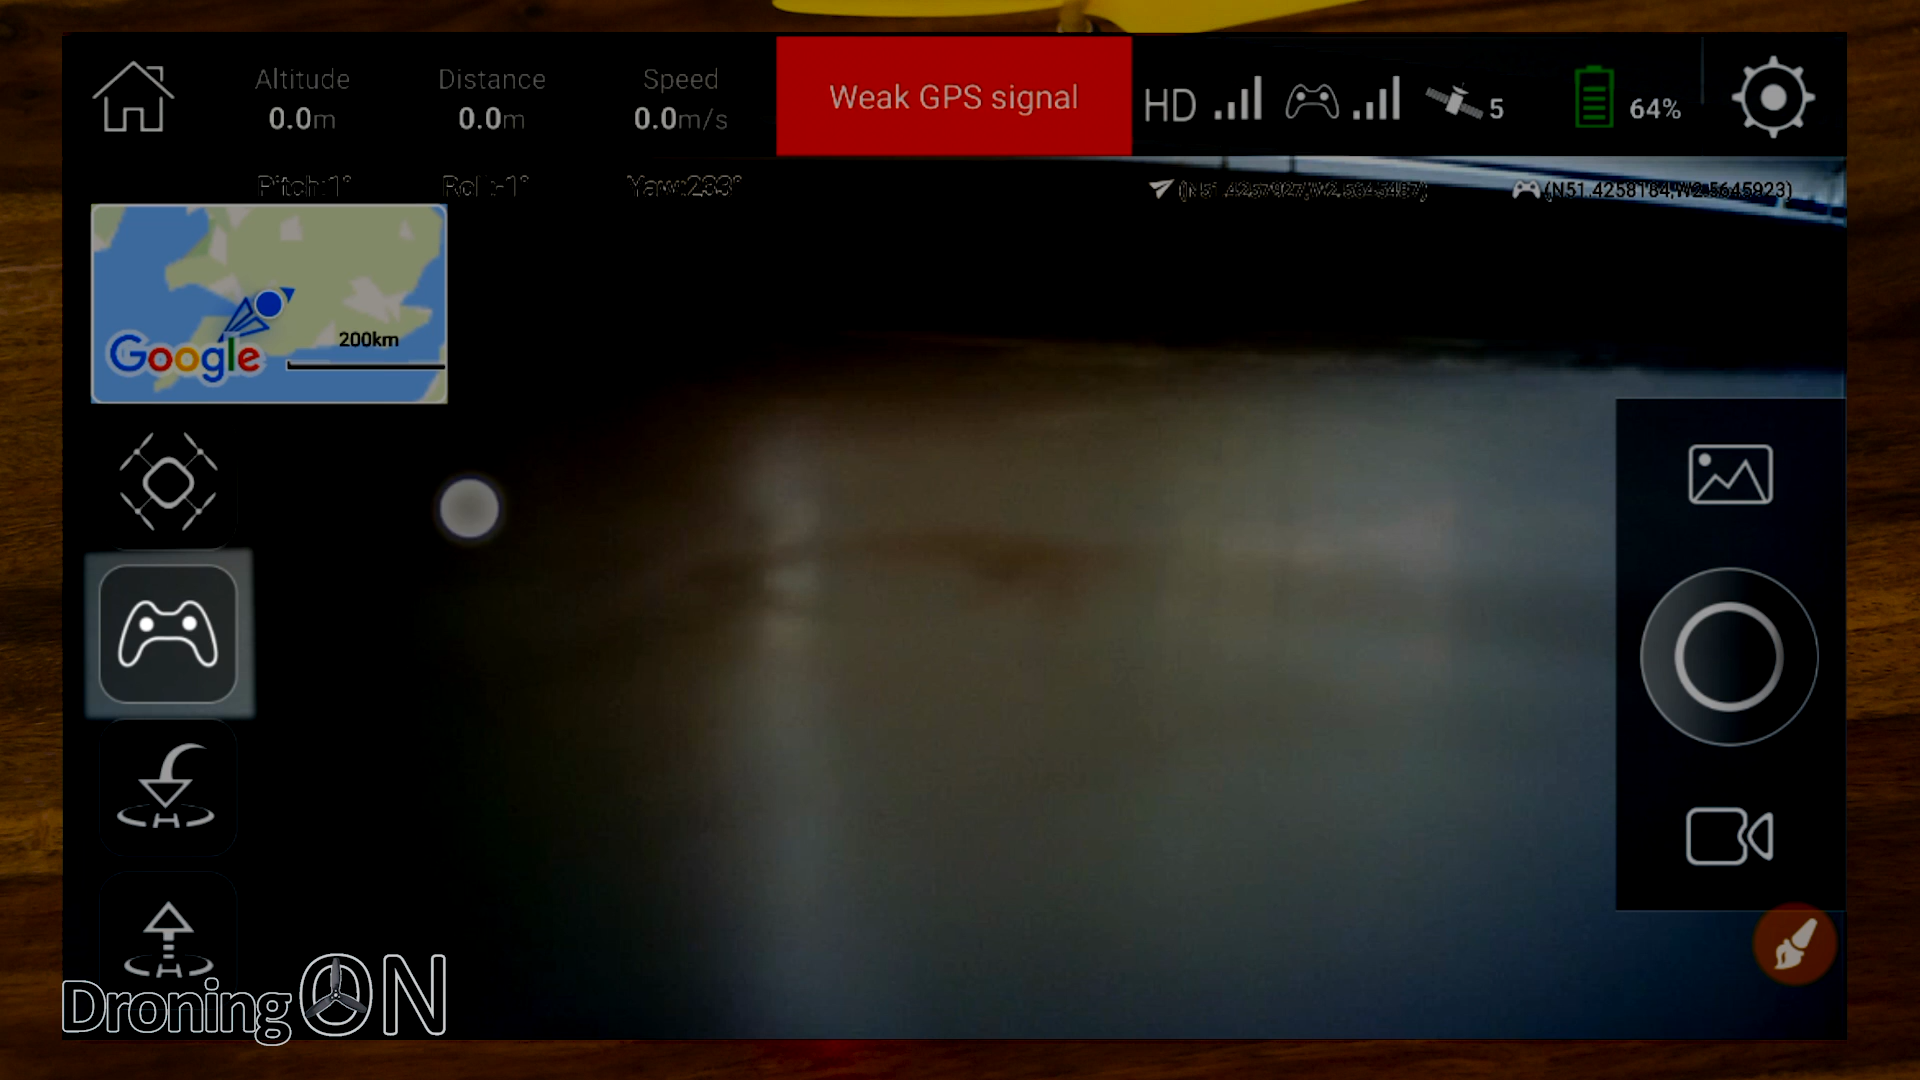 Altitude
0.0m
Distance
0.0m
Speed
0.0m/s
Weak GPS signal
HD
5
64%
Pitch:1°
Roll:-1°
Yaw:233°
(N51.4258184,W2.5645923)
Google
200km
DroningON